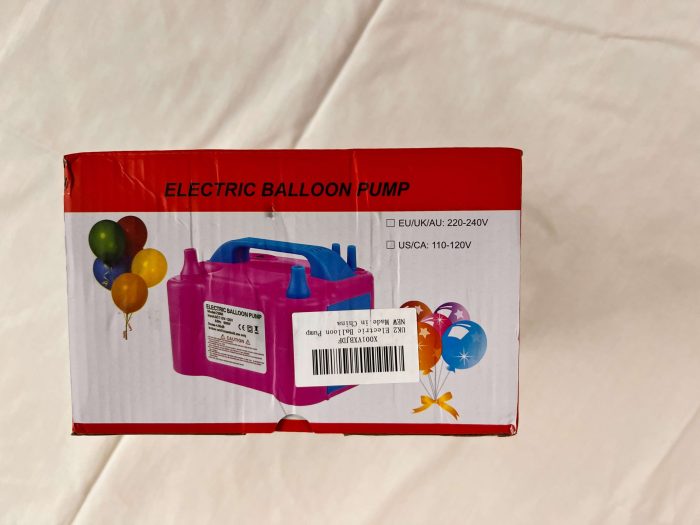 ELECTRIC BALLOON PUMP
EU/UK/AU: 220-240V
US/CA: 110-120V
ELECTRIC BALLOON PUMP
CAUTION
X001VXBJDF
UK2 Electric Balloon Pump
NEW Made in China